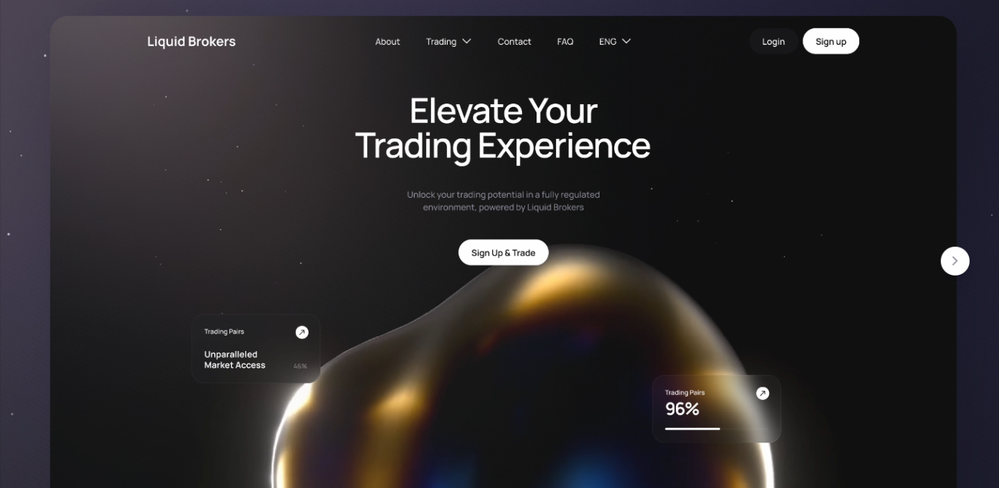 Liquid Brokers
About
Trading
Contact
FAQ
ENG
Login
Sign up
Elevate Your
Trading Experience
Unlock your trading potential in a fully regulated
environment, powered by Liquid Brokers
Sign Up & Trade
Trading Pairs
Unparalleled
Market Access
46%
Trading Pairs
96%